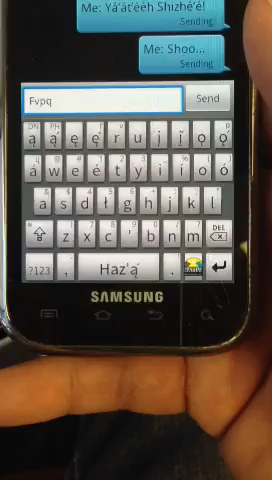 Me: Yá'át'ééh Shizhé'é!
Sending
Me: Shoo...
Sending
Fvpq
Send
ą ą́ ę ę́ r u j į ǫ ǫ́
á w e é t y i í o ó
a s d ł g h j k l
z x c ' b n m DEL
?123 , Haz'ą́ .
SAMSUNG